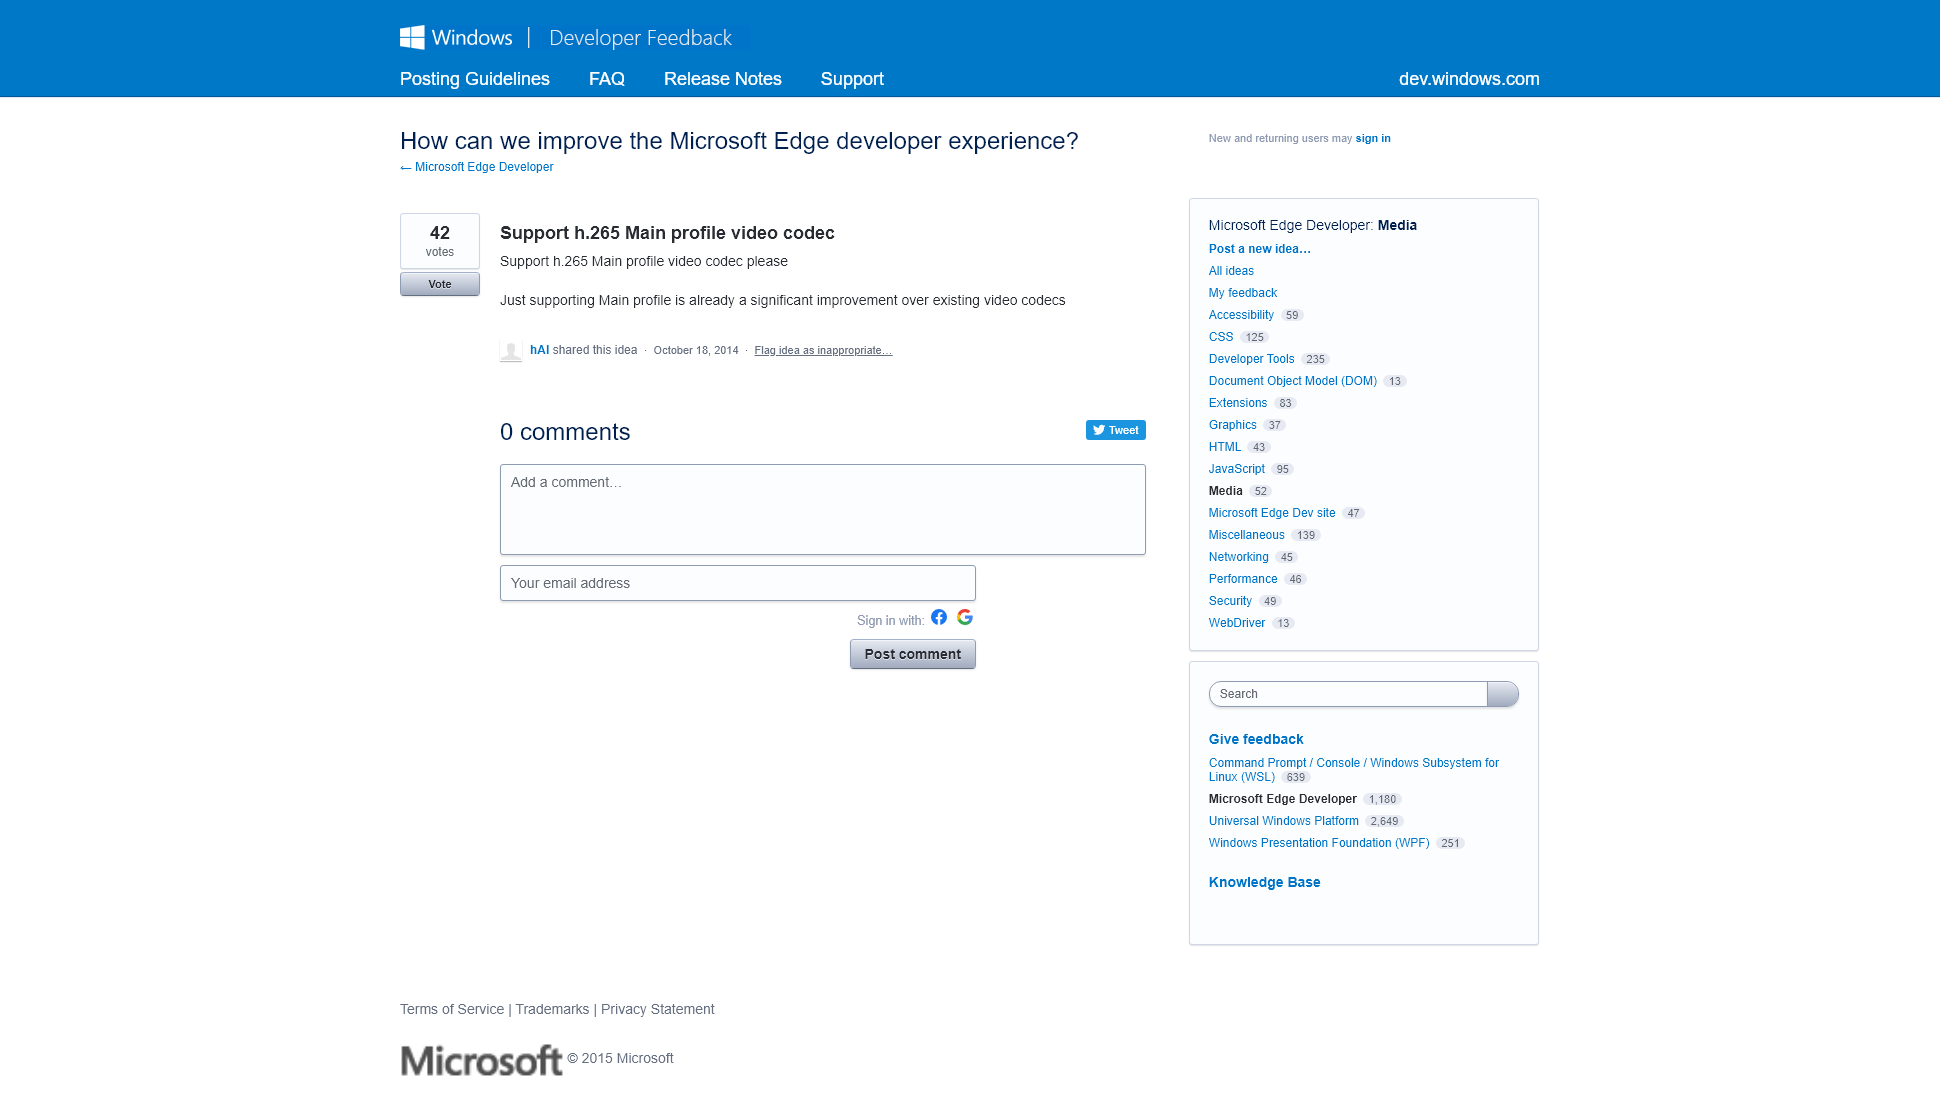 Windows | Developer Feedback
Posting Guidelines FAQ Release Notes Support dev.windows.com
How can we improve the Microsoft Edge developer experience?
← Microsoft Edge Developer
New and returning users may sign in
42
votes
Vote
Support h.265 Main profile video codec
Support h.265 Main profile video codec please
Just supporting Main profile is already a significant improvement over existing video codecs
hAl shared this idea · October 18, 2014 · Flag idea as inappropriate…
0 comments
Tweet
Add a comment…
Your email address
Sign in with:
Post comment
Microsoft Edge Developer: Media
Post a new idea…
All ideas
My feedback
Accessibility 59
CSS 125
Developer Tools 235
Document Object Model (DOM) 13
Extensions 83
Graphics 37
HTML 43
JavaScript 95
Media 52
Microsoft Edge Dev site 47
Miscellaneous 139
Networking 45
Performance 46
Security 49
WebDriver 13
Search
Give feedback
Command Prompt / Console / Windows Subsystem for
Linux (WSL) 639
Microsoft Edge Developer 1,180
Universal Windows Platform 2,649
Windows Presentation Foundation (WPF) 251
Knowledge Base
Terms of Service | Trademarks | Privacy Statement
Microsoft © 2015 Microsoft